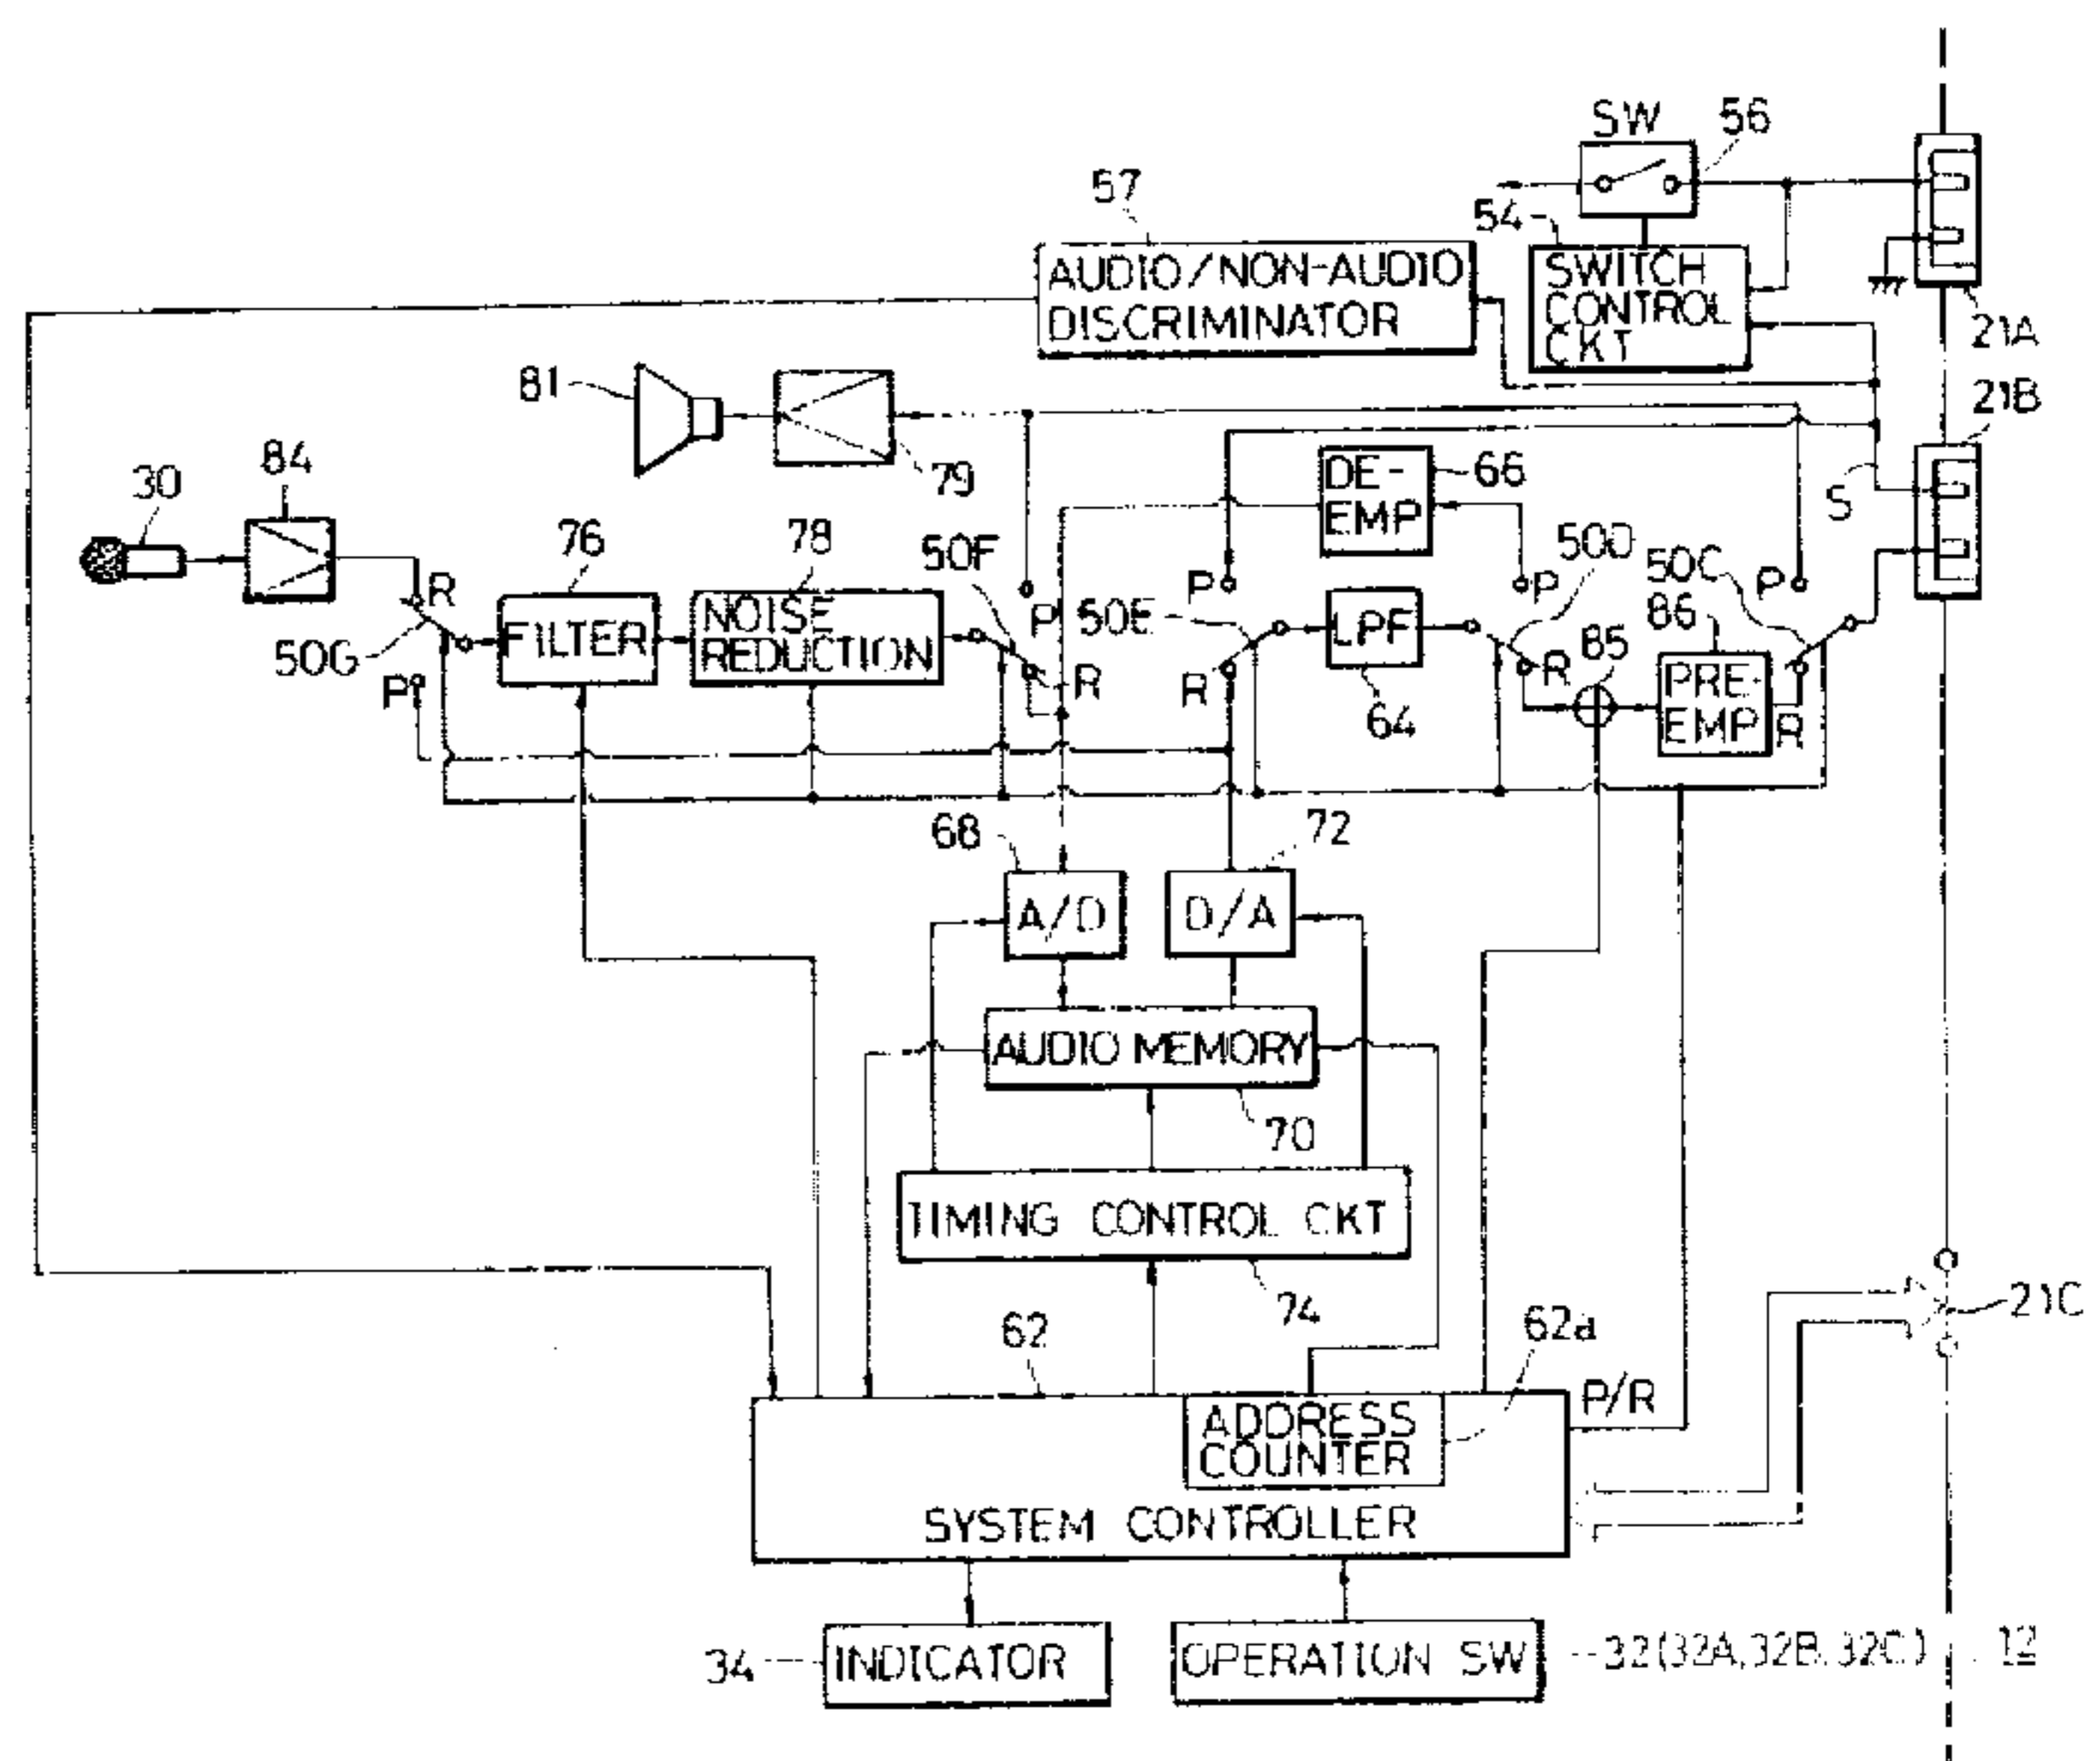 SW
56
57
54
AUDIO/NON-AUDIO
DISCRIMINATOR
SWITCH
CONTROL
CKT
21A
81
79
21B
84
30
DE-
EMP
66
S
76
78
50F
50D
50C
R
50G
FILTER
NOISE
REDUCTION
P
50E
P
LPF
P
P
86
85
P
R
R
64
R
PRE-
EMP
R
68
72
A/D
D/A
AUDIO MEMORY
70
TIMING CONTROL CKT
74
21C
62
62a
P/R
ADDRESS
COUNTER
SYSTEM CONTROLLER
34
INDICATOR
OPERATION SW
32(32A,32B,32C)
12